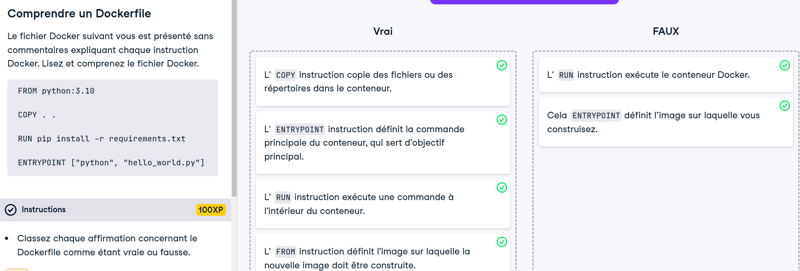 Comprendre un Dockerfile
Le fichier Docker suivant vous est présenté sans
commentaires expliquant chaque instruction
Docker. Lisez et comprenez le fichier Docker.
FROM python:3.10
COPY . .
RUN pip install -r requirements.txt
ENTRYPOINT ["python", "hello_world.py"]
Instructions
100XP
Classez chaque affirmation concernant le
Dockerfile comme étant vraie ou fausse.
Vrai
L' COPY instruction copie des fichiers ou des
répertoires dans le conteneur.
L' ENTRYPOINT instruction définit la commande
principale du conteneur, qui sert d'objectif
principal.
L' RUN instruction exécute une commande à
l'intérieur du conteneur.
L' FROM instruction définit l'image sur laquelle la
nouvelle image doit être construite.
FAUX
L' RUN instruction exécute le conteneur Docker.
Cela ENTRYPOINT définit l'image sur laquelle vous
construisez.